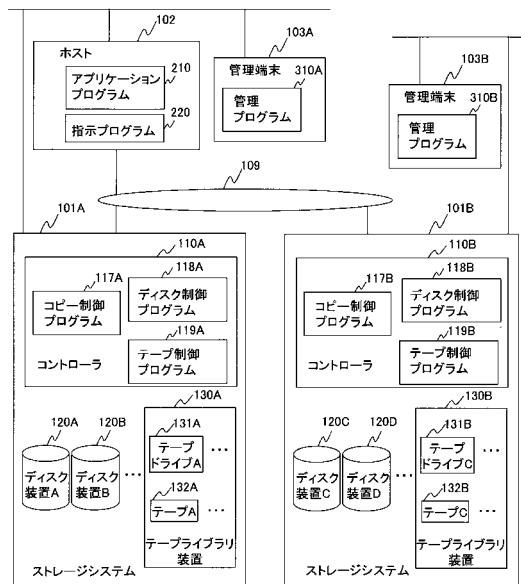 102
ホスト
210
アプリケーション
プログラム
220
指示プログラム
103A
管理端末
310A
管理
プログラム
103B
管理端末
310B
管理
プログラム
109
101A
110A
117A
コピー制御
プログラム
118A
ディスク制御
プログラム
119A
テープ制御
プログラム
コントローラ
120A
ディスク
装置A
120B
ディスク
装置B
…
130A
131A
テープ
ドライブA
…
132A
テープA
…
テープライブラリ
装置
ストレージシステム
101B
110B
117B
コピー制御
プログラム
118B
ディスク制御
プログラム
119B
テープ制御
プログラム
コントローラ
120C
ディスク
装置C
120D
ディスク
装置D
…
130B
131B
テープ
ドライブC
…
132B
テープC
…
テープライブラリ
装置
ストレージシステム